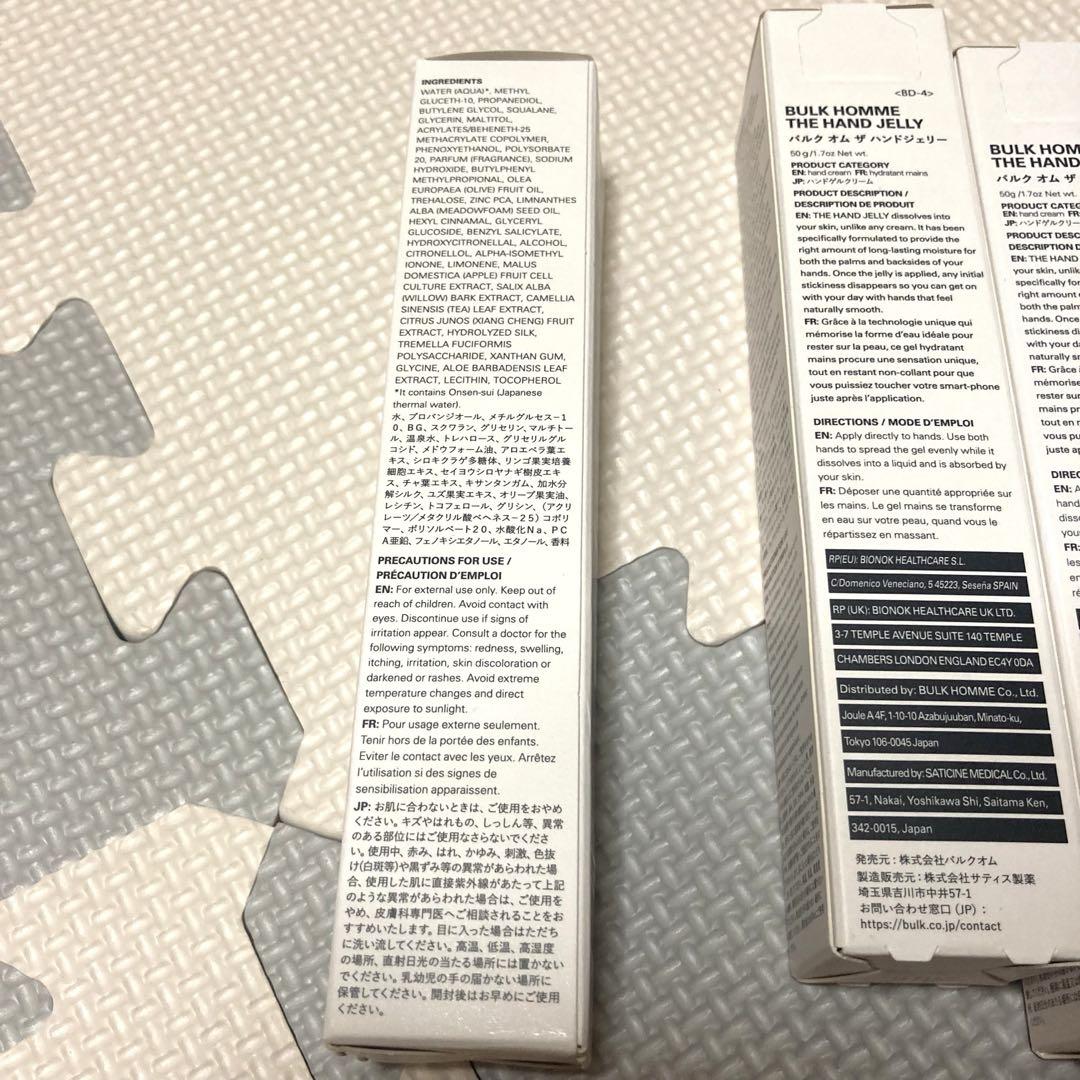 INGREDIENTS
WATER (AQUA)*, METHYL
GLUCETH-10, PROPANEDIOL,
BUTYLENE GLYCOL, SQUALANE,
GLYCERIN, MALTITOL,
ACRYLATES/BEHENETH-25
METHACRYLATE COPOLYMER,
PHENOXYETHANOL, POLYSORBATE
20, PARFUM (FRAGRANCE), SODIUM
HYDROXIDE, BUTYLPHENYL
METHYLPROPIONAL, OLEA
EUROPAEA (OLIVE) FRUIT OIL,
TREHALOSE, ZINC PCA, LIMNANTHES
ALBA (MEADOWFOAM) SEED OIL,
HEXYL CINNAMAL, GLYCERYL
GLUCOSIDE, BENZYL SALICYLATE,
HYDROXYCITRONELLAL, ALCOHOL,
CITRONELLOL, ALPHA-ISOMETHYL
IONONE, LIMONENE, MALUS
DOMESTICA (APPLE) FRUIT CELL
CULTURE EXTRACT, SALIX ALBA
(WILLOW) BARK EXTRACT, CAMELLIA
SINENSIS (TEA) LEAF EXTRACT,
CITRUS JUNOS (XIANG CHENG) FRUIT
EXTRACT, HYDROLYZED SILK,
TREMELLA FUCIFORMIS
POLYSACCHARIDE, XANTHAN GUM,
GLYCINE, ALOE BARBADENSIS LEAF
EXTRACT, LECITHIN, TOCOPHEROL
*It contains Onsen-sui (Japanese
thermal water).
水、プロパンジオール、メチルグルセス-1
0、BG、スクワラン、グリセリン、マルチトー
ル、温泉水、トレハロース、グリセリルグル
コシド、メドウフォーム油、アロエベラ葉エ
キス、シロキクラゲ多糖体、リンゴ果実培養
細胞エキス、セイヨウシロヤナギ樹皮エキ
ス、チャ葉エキス、キサンタンガム、加水分
解シルク、ユズ果実エキス、オリーブ果実油、
レシチン、トコフェロール、グリシン、(アクリ
レーツ/メタクリル酸ベヘネス-25)コポリ
マー、ポリソルベート20、水酸化Na、PC
A亜鉛、フェノキシエタノール、エタノール、香料
PRECAUTIONS FOR USE /
PRÉCAUTION D'EMPLOI
EN: For external use only. Keep out of
reach of children. Avoid contact with
eyes. Discontinue use if signs of
irritation appear. Consult a doctor for the
following symptoms: redness, swelling,
itching, irritation, skin discoloration or
darkened or rashes. Avoid extreme
temperature changes and direct
exposure to sunlight.
FR: Pour usage externe seulement.
Tenir hors de la portée des enfants.
Eviter le contact avec les yeux. Arrêtez
l'utilisation si des signes de
sensibilisation apparaissent.
JP: お肌に合わないときは、ご使用をおやめ
ください。キズやはれもの、しっしん等、異常
のある部位にはご使用なさらないでくださ
い。使用中、赤み、はれ、かゆみ、刺激、色抜
け(白斑等)や黒ずみ等の異常があらわれた場
合、使用した肌に直接紫外線があたって上記
のような異常があらわれた場合は、ご使用を
やめ、皮膚科専門医へご相談されることをお
すすめいたします。目に入った場合はただち
に洗い流してください。高温、低温、高湿度
の場所、直射日光の当たる場所には置かない
でください。乳幼児の手の届かない場所に
保管してください。開封後はお早めにご使用
ください。
<BD-4>
BULK HOMME
THE HAND JELLY
バルク オム ザ ハンドジェリー
50g/1.7oz Net wt.
PRODUCT CATEGORY
EN: hand cream FR: hydratant mains
JP: ハンドゲルクリーム
PRODUCT DESCRIPTION /
DESCRIPTION DE PRODUIT
EN: THE HAND JELLY dissolves into
your skin, unlike any cream. It has been
specifically formulated to provide the
right amount of long-lasting moisture for
both the palms and backsides of your
hands. Once the jelly is applied, any initial
stickiness disappears so you can get on
with your day with hands that feel
naturally smooth.
FR: Grâce à la technologie unique qui
mémorise la forme d'eau idéale pour
rester sur la peau, ce gel hydratant
mains procure une sensation unique,
tout en restant non-collant pour que
vous puissiez toucher votre smart-phone
juste après l'application.
DIRECTIONS / MODE D'EMPLOI
EN: Apply directly to hands. Use both
hands to spread the gel evenly while it
dissolves into a liquid and is absorbed by
your skin.
FR: Déposer une quantité appropriée sur
les mains. Le gel mains se transforme
en eau sur votre peau, quand vous le
répartissez en massant.
RP(EU): BIONOK HEALTHCARE S.L.
C/Domenico Veneciano, 5 45223, Seseña SPAIN
RP (UK): BIONOK HEALTHCARE UK LTD.
3-7 TEMPLE AVENUE SUITE 140 TEMPLE
CHAMBERS LONDON ENGLAND EC4Y 0DA
Distributed by: BULK HOMME Co., Ltd.
Joule A 4F, 1-10-10 Azabujuuban, Minato-ku,
Tokyo 106-0045 Japan
Manufactured by: SATICINE MEDICAL Co., Ltd.
57-1, Nakai, Yoshikawa Shi, Saitama Ken,
342-0015, Japan
発売元:株式会社バルクオム
製造販売元:株式会社サティス製薬
埼玉県吉川市中井57-1
お問い合わせ窓口(JP):
https://bulk.co.jp/contact
BULK HOM
THE HAND
バルク オム ザ
50g/1.7oz Net wt.
PRODUCT CATEG
EN: hand cream FR:
JP: ハンドゲルクリー
PRODUCT DESC
DESCRIPTION D
EN: THE HAND
your skin, unlik
specifically for
right amount
both the palm
hands. Once
stickiness di
with your da
naturally sm
FR: Grâce
mémorise
rester sur
mains pr
tout en r
vous pu
juste ap
DIREC
EN: A
hand
disso
you
FR:
les
en
ré